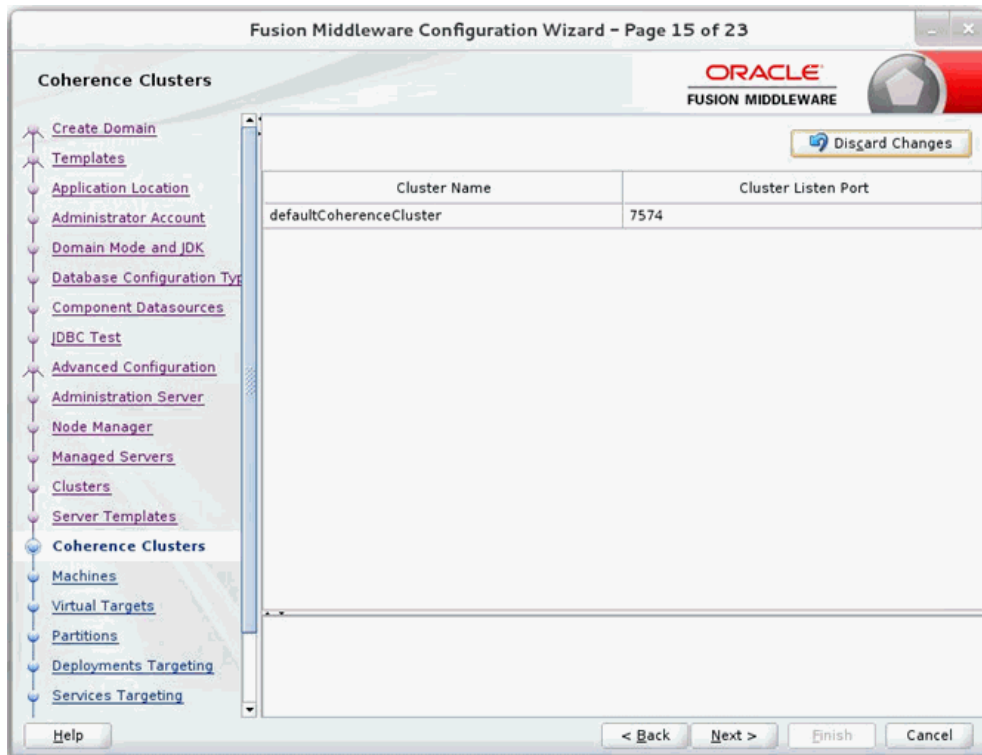 Fusion Middleware Configuration Wizard - Page 15 of 23
Coherence Clusters
ORACLE
FUSION MIDDLEWARE
Create Domain
Templates
Application Location
Administrator Account
Domain Mode and JDK
Database Configuration Typ
Component Datasources
JDBC Test
Advanced Configuration
Administration Server
Node Manager
Managed Servers
Clusters
Server Templates
Coherence Clusters
Machines
Virtual Targets
Partitions
Deployments Targeting
Services Targeting
Discard Changes
Cluster Name Cluster Listen Port
defaultCoherenceCluster 7574
Help < Back Next > Finish Cancel